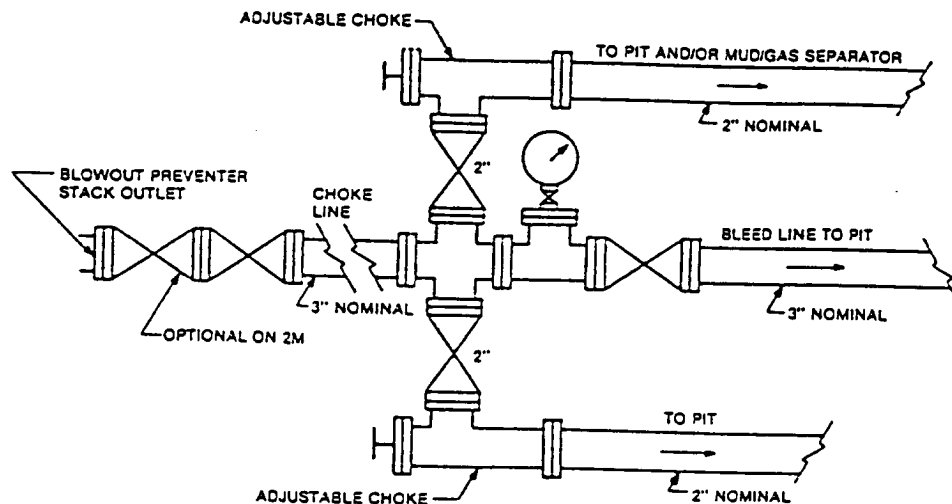 ADJUSTABLE CHOKE
TO PIT AND/OR MUD/GAS SEPARATOR
2" NOMINAL
2"
BLOWOUT PREVENTER
STACK OUTLET
CHOKE
LINE
BLEED LINE TO PIT
3" NOMINAL
3" NOMINAL
OPTIONAL ON 2M
2"
TO PIT
2" NOMINAL
ADJUSTABLE CHOKE